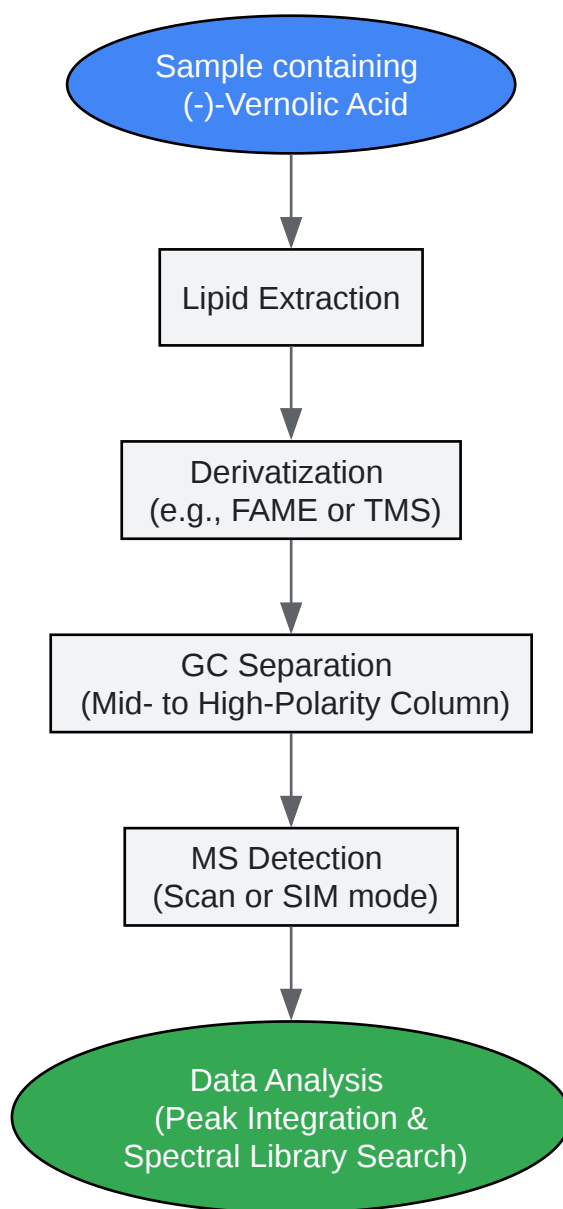 Sample containing
(-)-Vernolic Acid
Lipid Extraction
Derivatization
(e.g., FAME or TMS)
GC Separation
(Mid- to High-Polarity Column)
MS Detection
(Scan or SIM mode)
Data Analysis
(Peak Integration &
Spectral Library Search)